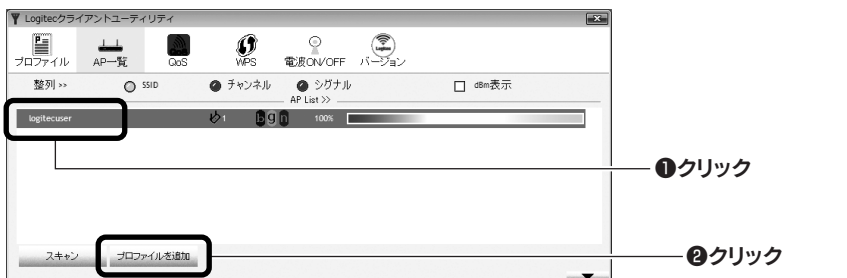 Logitecクライアントユーティリティ
プロファイル AP一覧 QoS WPS 電波ON/OFF バージョン
整列 >> SSID チャンネル シグナル dBm表示
AP List >>
logitecuser 1 b g n 100%
❶クリック
スキャン プロファイルを追加
❷クリック